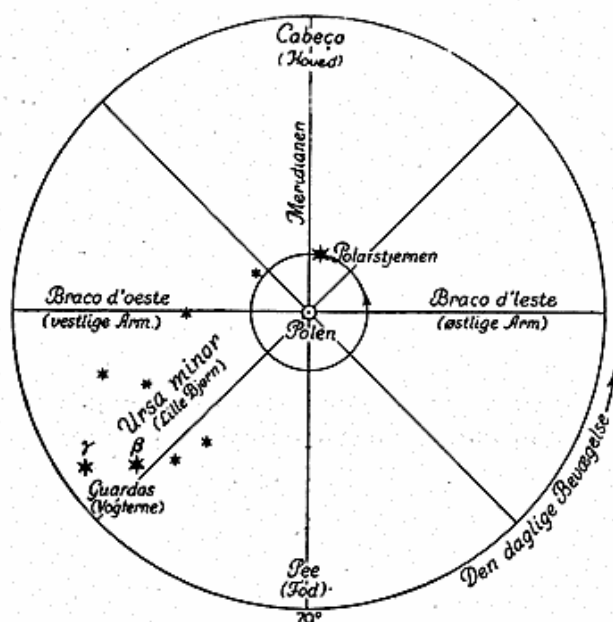 Cabeço
(Hoved)
Meridianen
Polarstjernen
Braco d'oeste
(vestlige Arm.)
Braco d'leste
(østlige Arm)
Polen
Ursa minor
(Lille Bjørn)
γ
β
Guardas
(Vogterne)
Den daglige Bevægelse
Pee
(Fod)
70°